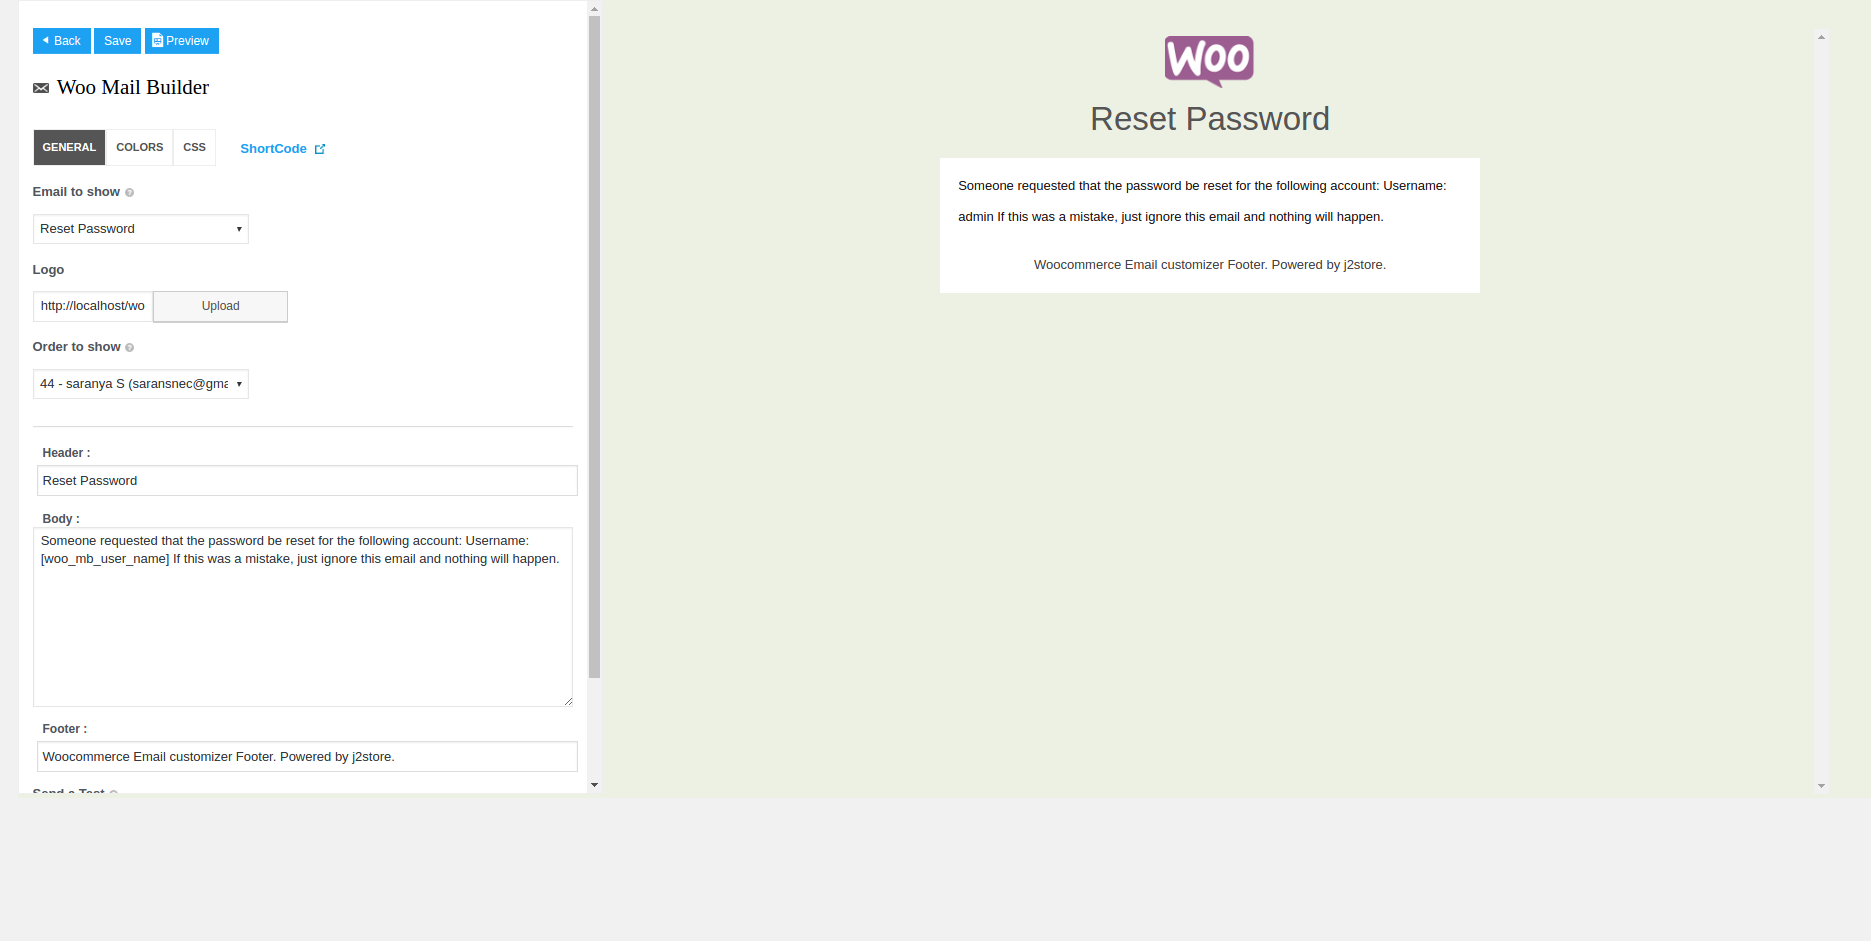 Back Save Preview
Woo Mail Builder
GENERAL COLORS CSS ShortCode
Email to show
Reset Password
Logo
http://localhost/wo Upload
Order to show
44 - saranya S (saransnec@gma
Header :
Reset Password
Body :
Someone requested that the password be reset for the following account: Username:
[woo_mb_user_name] If this was a mistake, just ignore this email and nothing will happen.
Footer :
Woocommerce Email customizer Footer. Powered by j2store.
Send a Test
Woo
Reset Password
Someone requested that the password be reset for the following account: Username:
admin If this was a mistake, just ignore this email and nothing will happen.
Woocommerce Email customizer Footer. Powered by j2store.